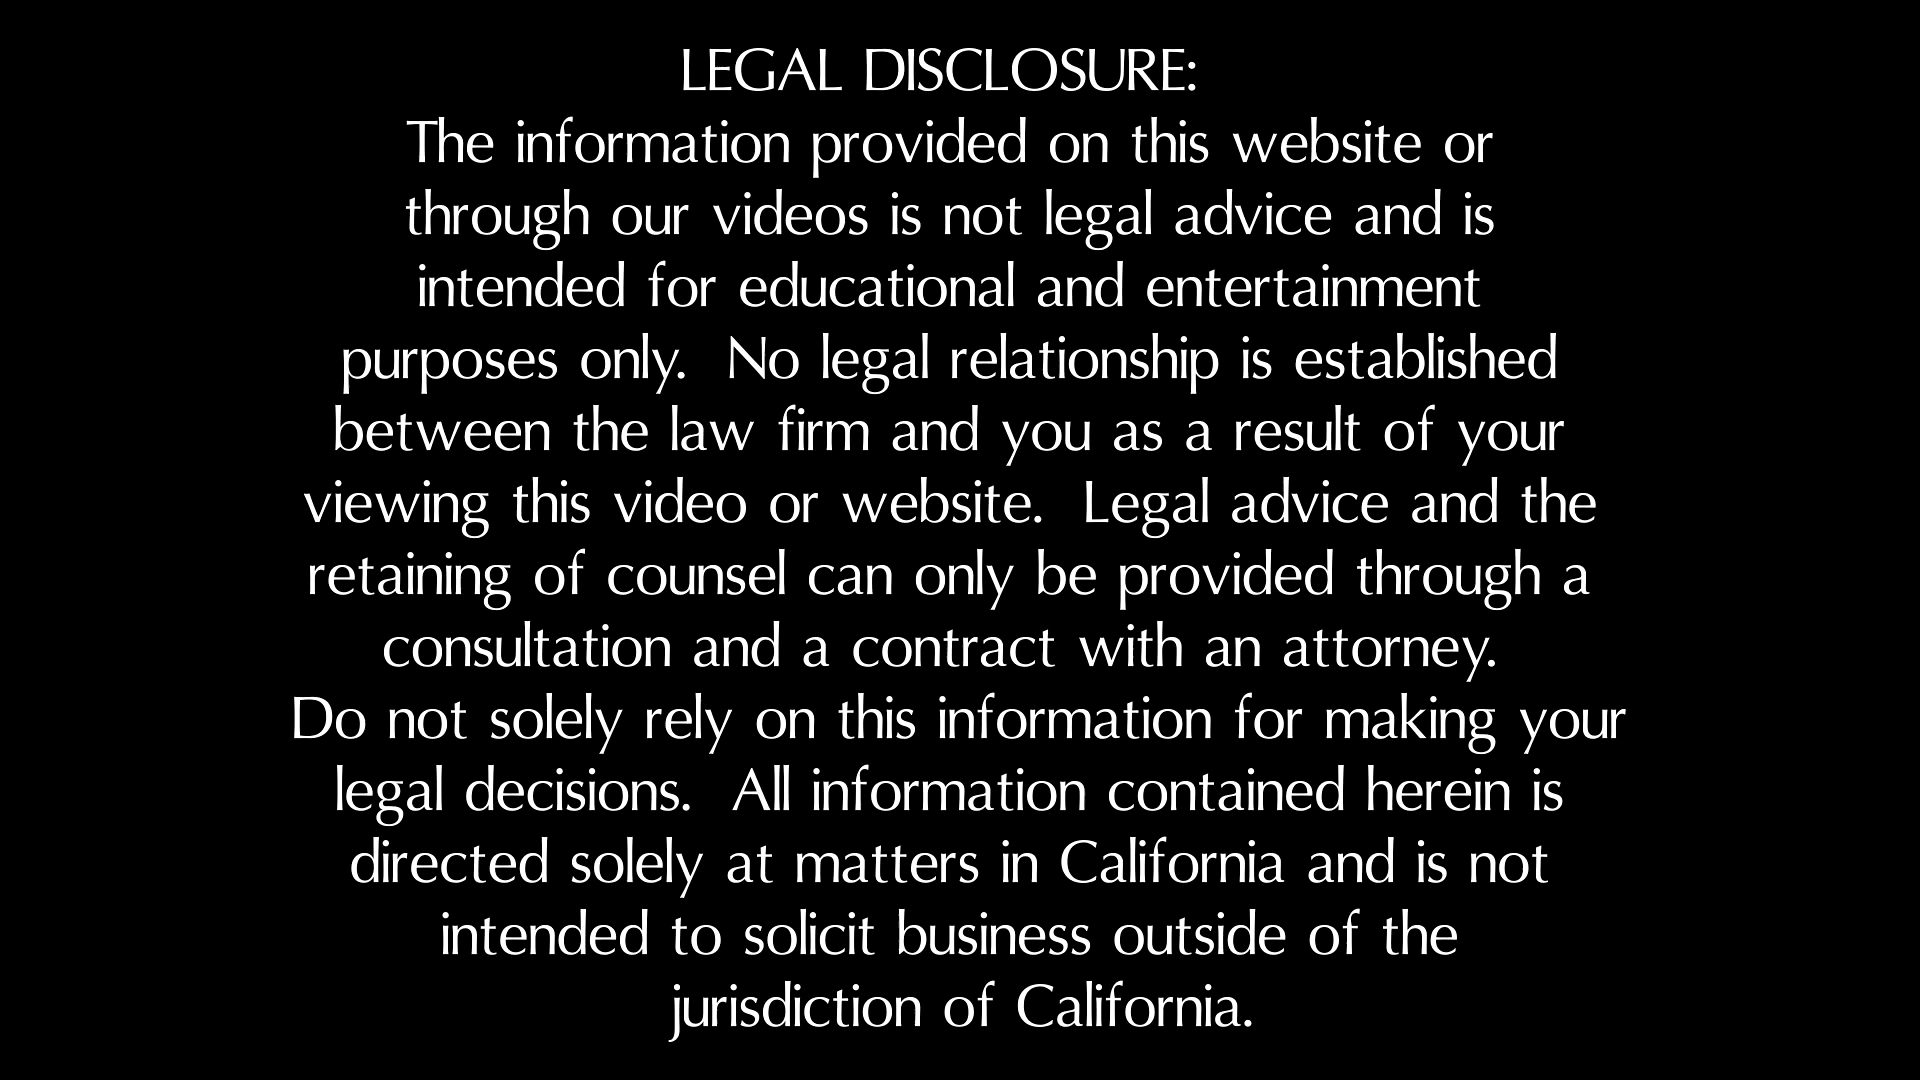 LEGAL DISCLOSURE:
The information provided on this website or
through our videos is not legal advice and is
intended for educational and entertainment
purposes only.  No legal relationship is established
between the law firm and you as a result of your
viewing this video or website.  Legal advice and the
retaining of counsel can only be provided through a
consultation and a contract with an attorney.
Do not solely rely on this information for making your
legal decisions.  All information contained herein is
directed solely at matters in California and is not
intended to solicit business outside of the
jurisdiction of California.